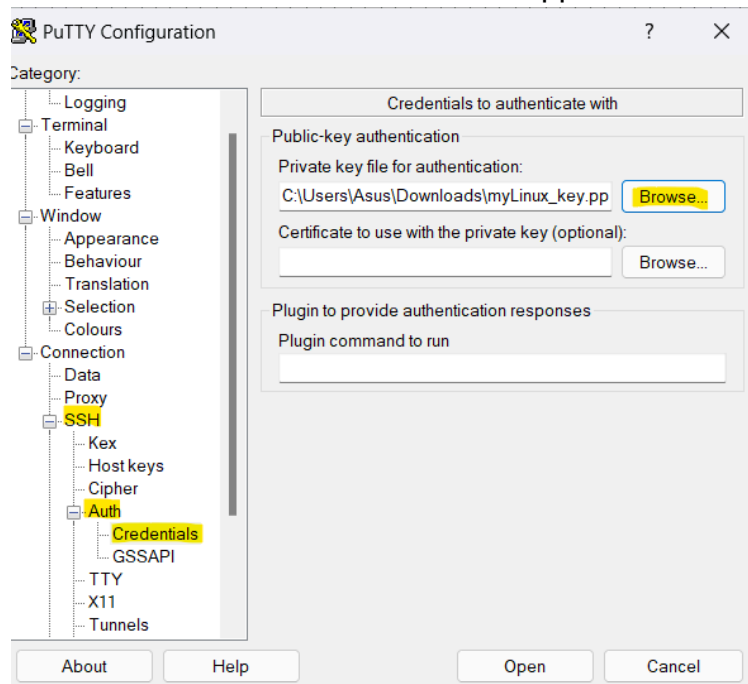 PuTTY Configuration
? X
Category:
Logging
Terminal
Keyboard
Bell
Features
Window
Appearance
Behaviour
Translation
Selection
Colours
Connection
Data
Proxy
SSH
Kex
Host keys
Cipher
Auth
Credentials
GSSAPI
TTY
X11
Tunnels
Credentials to authenticate with
Public-key authentication
Private key file for authentication:
C:\Users\Asus\Downloads\myLinux_key.pp Browse...
Certificate to use with the private key (optional):
Browse...
Plugin to provide authentication responses
Plugin command to run
About Help Open Cancel